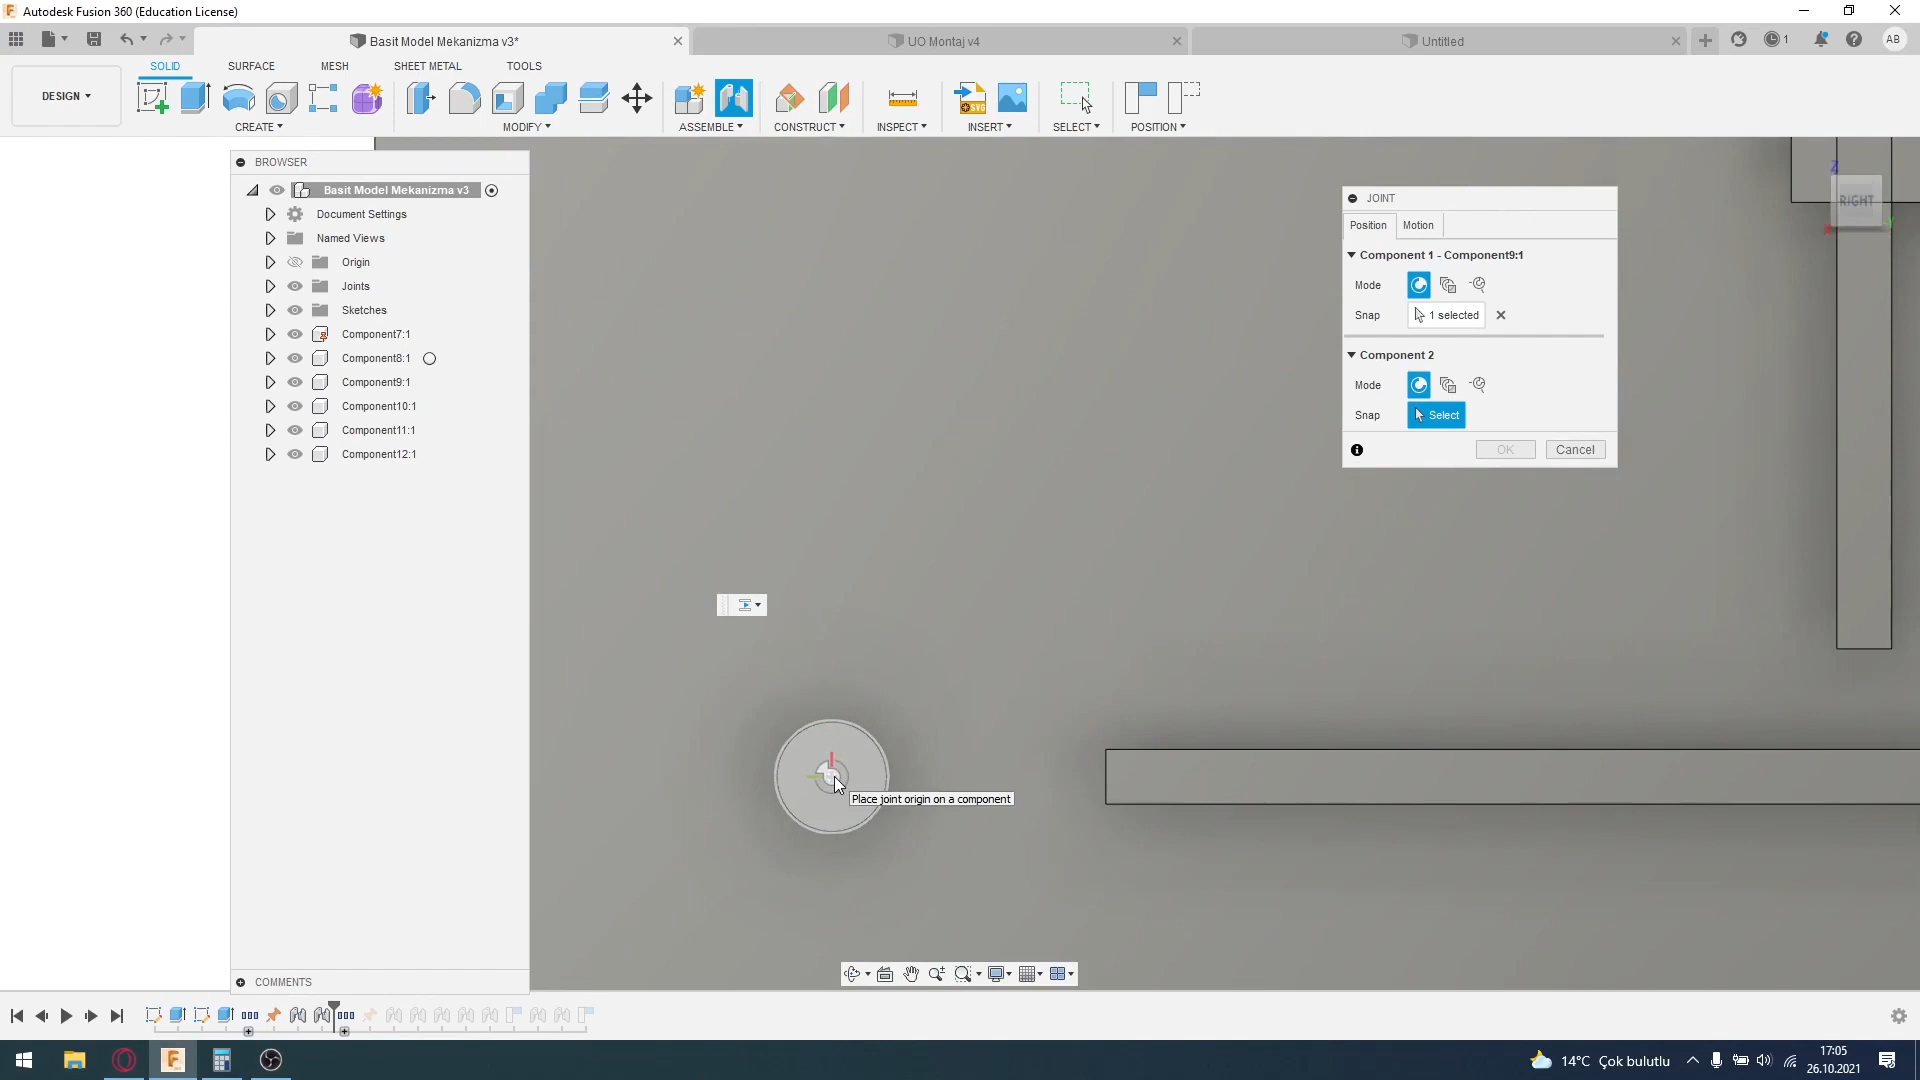 Autodesk Fusion 360 (Education License)
Basit Model Mekanizma v3*
UO Montaj v4
Untitled
1
AB
SOLID
SURFACE
MESH
SHEET METAL
TOOLS
DESIGN
CREATE
MODIFY
ASSEMBLE
CONSTRUCT
INSPECT
INSERT
SELECT
POSITION
BROWSER
Basit Model Mekanizma v3
Document Settings
Named Views
Origin
Joints
Sketches
Component7:1
Component8:1
Component9:1
Component10:1
Component11:1
Component12:1
Z
RIGHT
JOINT
Position
Motion
Component 1 - Component9:1
Mode
Snap
1 selected
Component 2
Mode
Snap
Select
OK
Cancel
Place joint origin on a component
COMMENTS
14°C Çok bulutlu
17:05
26.10.2021